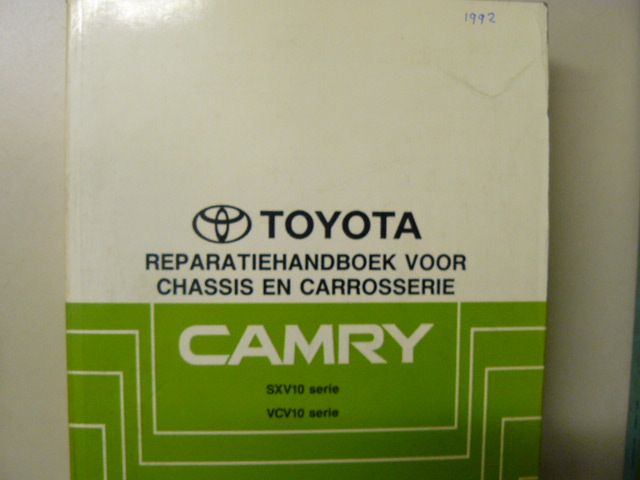 1992
TOYOTA
REPARATIEHANDBOEK VOOR
CHASSIS EN CARROSSERIE
CAMRY
SXV10 serie
VCV10 serie